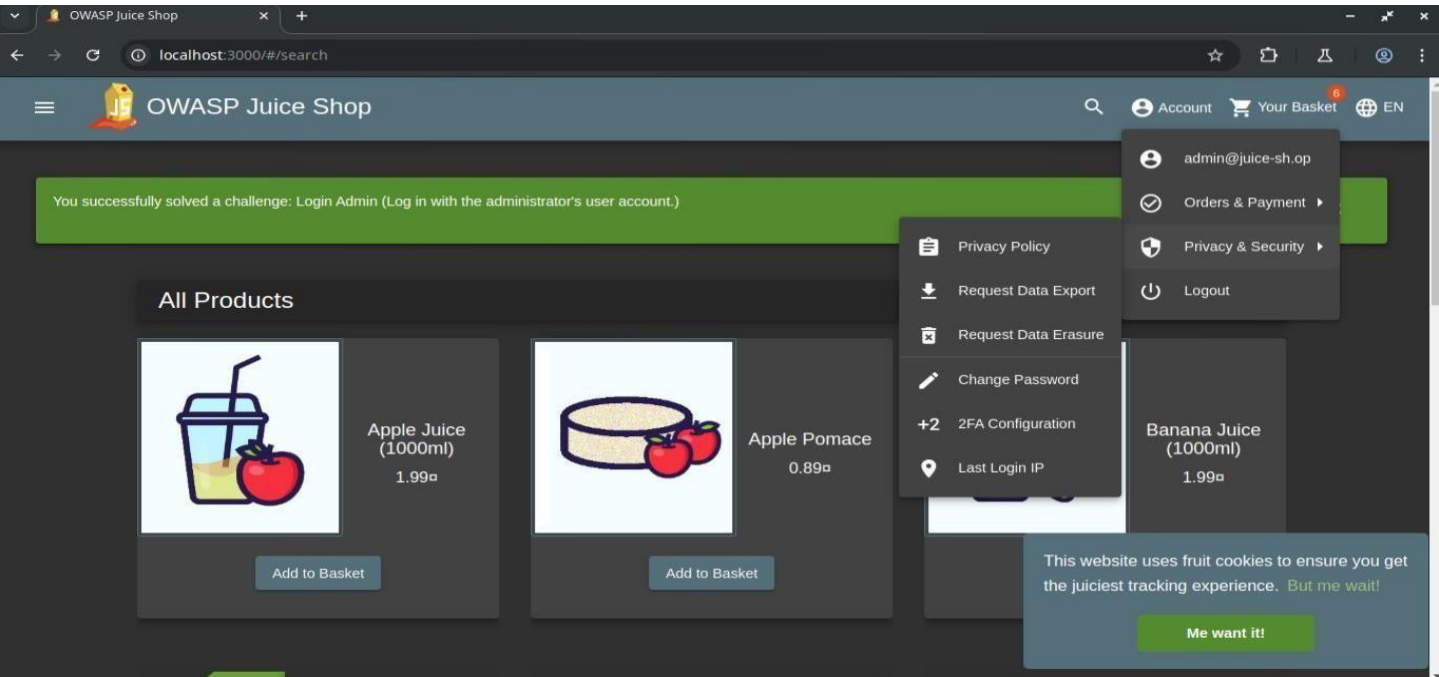 OWASP Juice Shop
localhost:3000/#/search
OWASP Juice Shop
Account
Your Basket
6
EN
admin@juice-sh.op
Orders & Payment
Privacy & Security
Logout
You successfully solved a challenge: Login Admin (Log in with the administrator's user account.)
Privacy Policy
Request Data Export
Request Data Erasure
Change Password
+2 2FA Configuration
Last Login IP
All Products
Apple Juice
(1000ml)
1.99¤
Add to Basket
Apple Pomace
0.89¤
Add to Basket
Banana Juice
(1000ml)
1.99¤
This website uses fruit cookies to ensure you get
the juiciest tracking experience. But me wait!
Me want it!